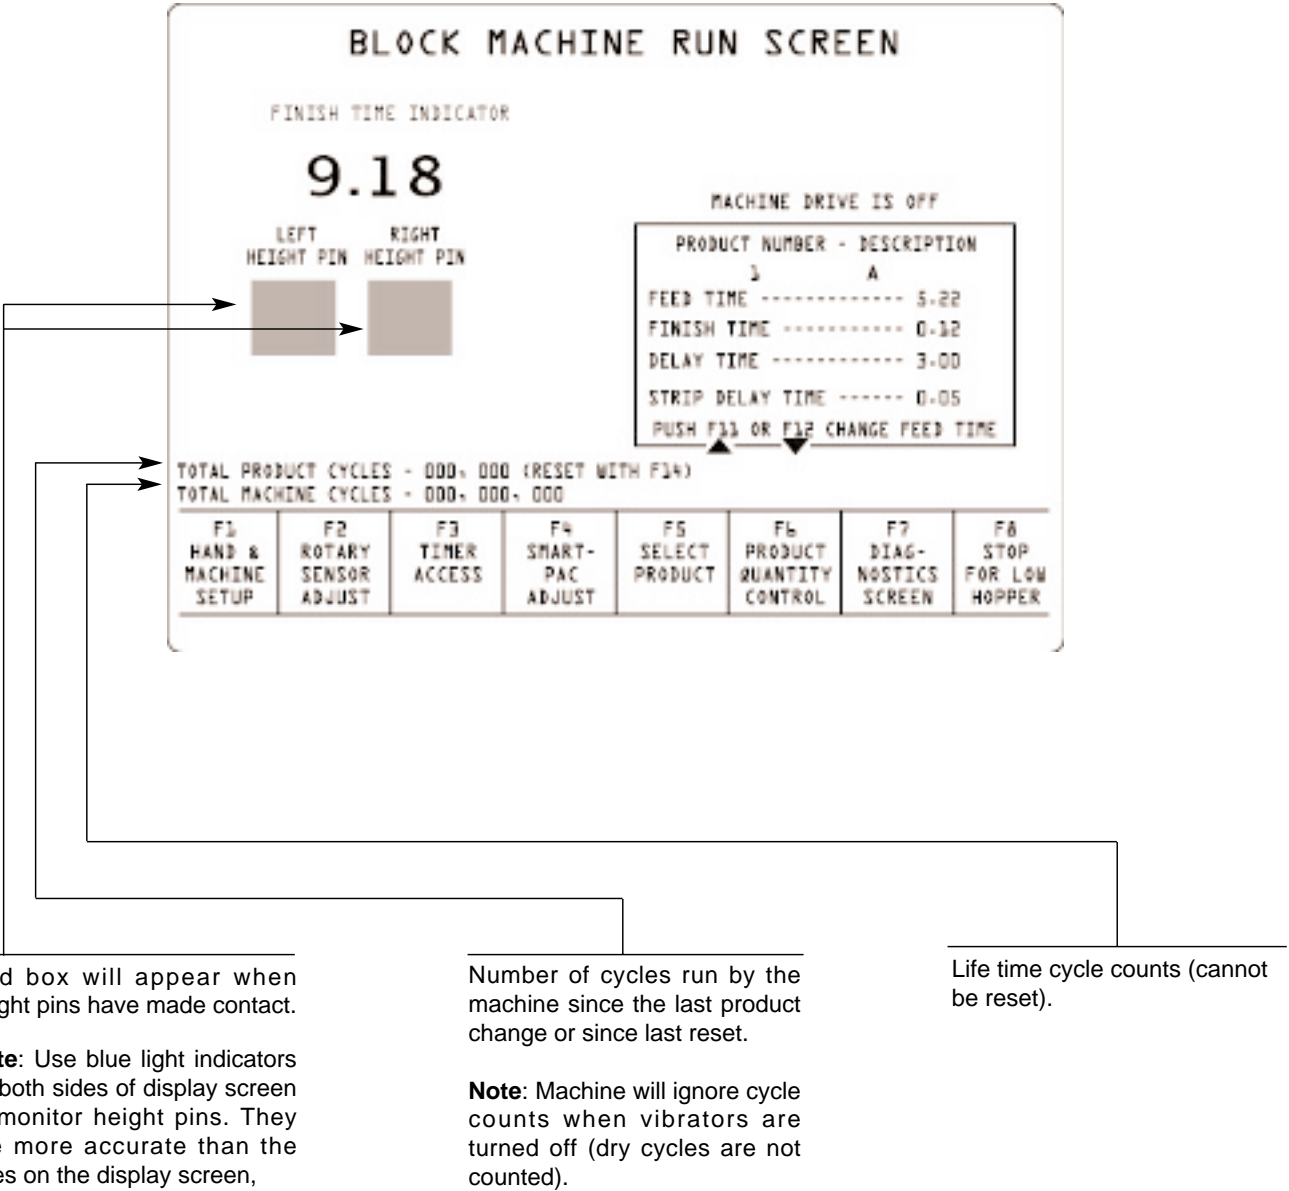 BLOCK MACHINE RUN SCREEN
FINISH TIME INDICATOR
9.18
LEFT HEIGHT PIN
RIGHT HEIGHT PIN
MACHINE DRIVE IS OFF
PRODUCT NUMBER - DESCRIPTION
1 A
FEED TIME ------------- 5.22
FINISH TIME ----------- 0.12
DELAY TIME ------------ 3.00
STRIP DELAY TIME ------ 0.05
PUSH F11 OR F12 CHANGE FEED TIME
TOTAL PRODUCT CYCLES - 000, 000 (RESET WITH F14)
TOTAL MACHINE CYCLES - 000, 000, 000
F1
HAND &
MACHINE
SETUP
F2
ROTARY
SENSOR
ADJUST
F3
TIMER
ACCESS
F4
SMART-
PAC
ADJUST
F5
SELECT
PRODUCT
F6
PRODUCT
QUANTITY
CONTROL
F7
DIAG-
NOSTICS
SCREEN
F8
STOP
FOR LOW
HOPPER
d box will appear when
ght pins have made contact.
te: Use blue light indicators
both sides of display screen
monitor height pins. They
e more accurate than the
es on the display screen,
Number of cycles run by the
machine since the last product
change or since last reset.
Note: Machine will ignore cycle
counts when vibrators are
turned off (dry cycles are not
counted).
Life time cycle counts (cannot
be reset).